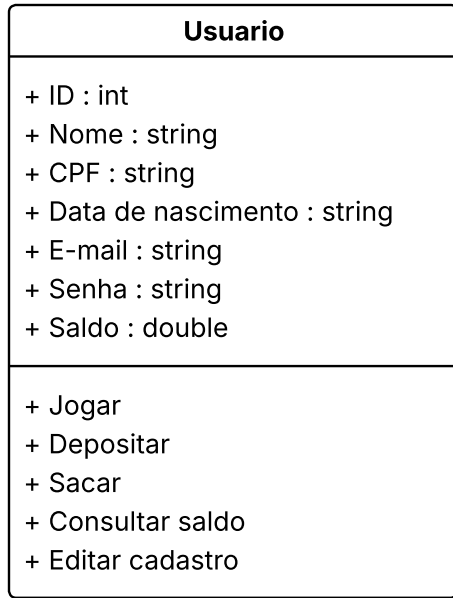 Usuario
+ ID : int
+ Nome : string
+ CPF : string
+ Data de nascimento : string
+ E-mail : string
+ Senha : string
+ Saldo : double
+ Jogar
+ Depositar
+ Sacar
+ Consultar saldo
+ Editar cadastro